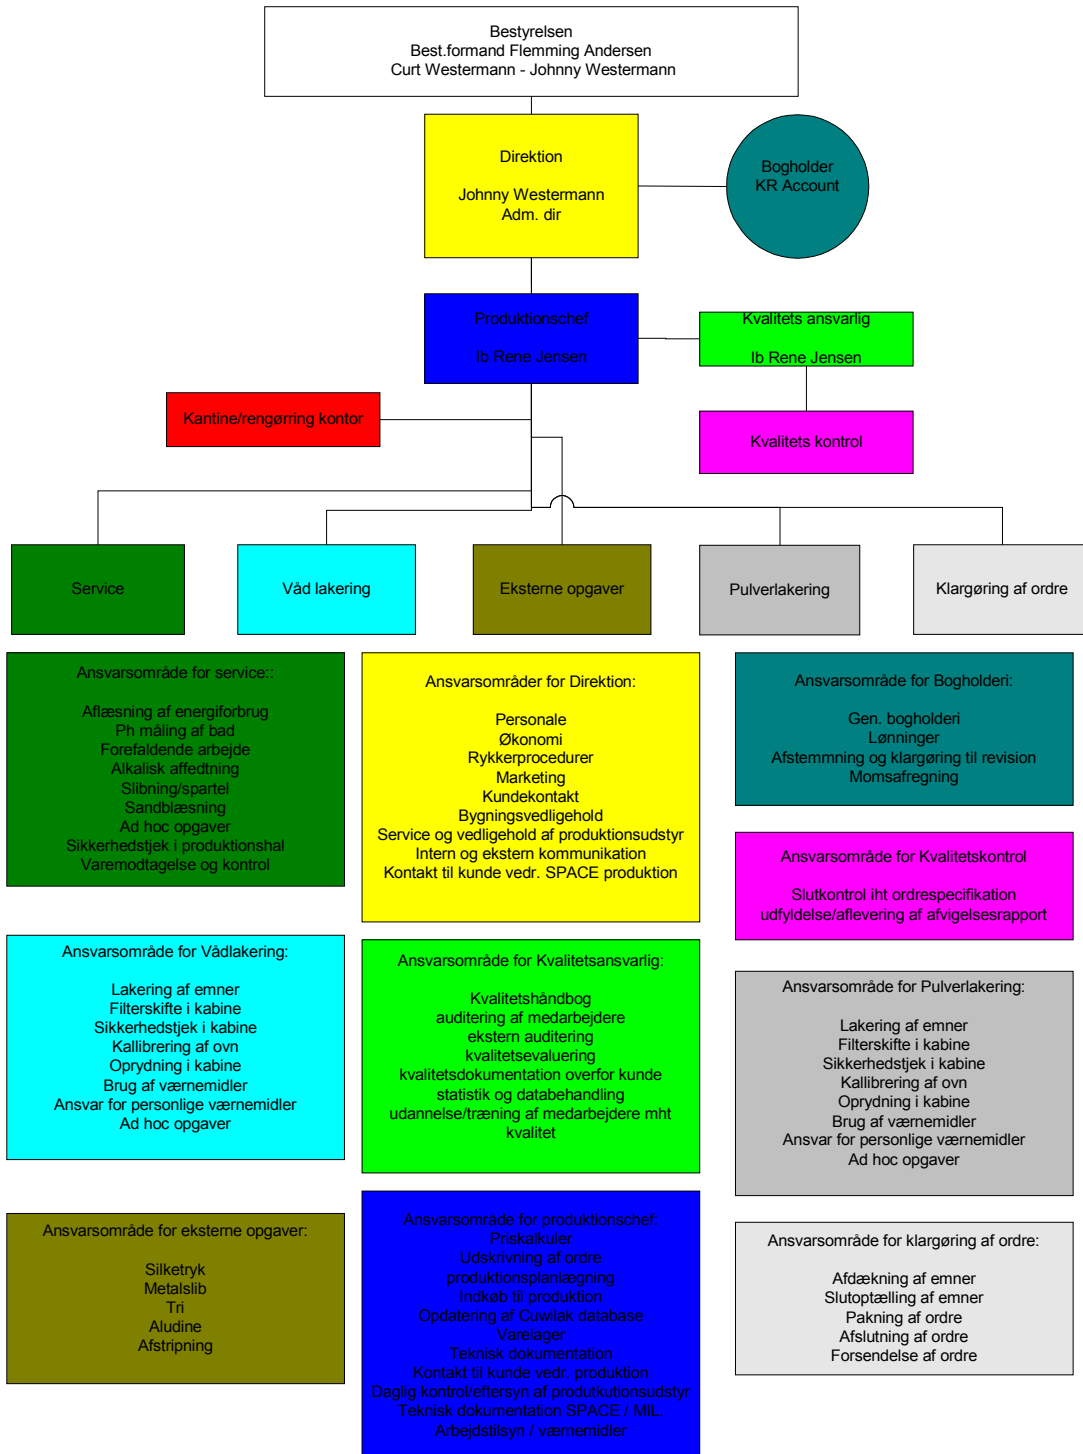 Bestyrelsen
Best.formand Flemming Andersen
Curt Westermann - Johnny Westermann
Direktion
Johnny Westermann
Adm. dir
Bogholder
KR Account
Produktionschef
Ib Rene Jensen
Kvalitets ansvarlig
Ib Rene Jensen
Kantine/rengørring kontor
Kvalitets kontrol
Service
Våd lakering
Eksterne opgaver
Pulverlakering
Klargøring af ordre
Ansvarsområde for service::
Aflæsning af energiforbrug
Ph måling af bad
Forefaldende arbejde
Alkalisk affedtning
Slibning/spartel
Sandblæsning
Ad hoc opgaver
Sikkerhedstjek i produktionshal
Varemodtagelse og kontrol
Ansvarsområder for Direktion:
Personale
Økonomi
Rykkerprocedurer
Marketing
Kundekontakt
Bygningsvedligehold
Service og vedligehold af produktionsudstyr
Intern og ekstern kommunikation
Kontakt til kunde vedr. SPACE produktion
Ansvarsområde for Bogholderi:
Gen. bogholderi
Lønninger
Afstemmning og klargøring til revision
Momsafregning
Ansvarsområde for Kvalitetskontrol
Slutkontrol iht ordrespecifikation
udfyldelse/aflevering af afvigelsesrapport
Ansvarsområde for Vådlakering:
Lakering af emner
Filterskifte i kabine
Sikkerhedstjek i kabine
Kallibrering af ovn
Oprydning i kabine
Brug af værnemidler
Ansvar for personlige værnemidler
Ad hoc opgaver
Ansvarsområde for Kvalitetsansvarlig:
Kvalitetshåndbog
auditering af medarbejdere
ekstern auditering
kvalitetsevaluering
kvalitetsdokumentation overfor kunde
statistik og databehandling
udannelse/træning af medarbejdere mht
kvalitet
Ansvarsområde for Pulverlakering:
Lakering af emner
Filterskifte i kabine
Sikkerhedstjek i kabine
Kallibrering af ovn
Oprydning i kabine
Brug af værnemidler
Ansvar for personlige værnemidler
Ad hoc opgaver
Ansvarsområde for eksterne opgaver:
Silketryk
Metalslib
Tri
Aludine
Afstripning
Ansvarsområde for produktionschef:
Priskalkuler
Udskrivning af ordre
produktionsplanlægning
Indkøb til produktion
Opdatering af Cuwilak database
Varelager
Teknisk dokumentation
Kontakt til kunde vedr. produktion
Daglig kontrol/eftersyn af produtkutionsudstyr
Teknisk dokumentation SPACE / MIL.
Arbejdstilsyn / værnemidler
Ansvarsområde for klargøring af ordre:
Afdækning af emner
Slutoptælling af emner
Pakning af ordre
Afslutning af ordre
Forsendelse af ordre